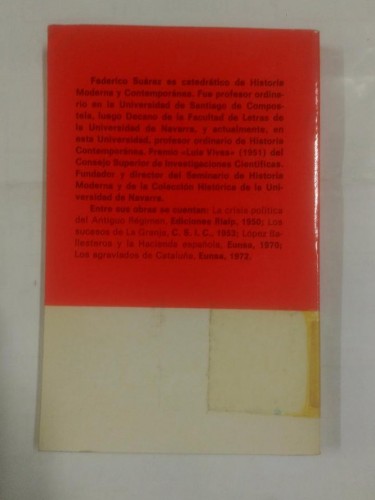 Federico Suárez es catedrático de Historia
Moderna y Contemporánea. Fue profesor ordina-
rio en la Universidad de Santiago de Compos-
tela, luego Decano de la Facultad de Letras de
la Universidad de Navarra, y actualmente, en
esta Universidad, profesor ordinario de Historia
Contemporánea. Premio «Luis Vives» (1951) del
Consejo Superior de Investigaciones Científicas.
Fundador y director del Seminario de Historia
Moderna y de la Colección Histórica de la Uni-
versidad de Navarra.
Entre sus obras se cuentan: La crisis política
del Antiguo Régimen, Ediciones Rialp, 1950; Los
sucesos de La Granja, C. S. I. C., 1953; López Ba-
llesteros y la Hacienda española, Eunsa, 1970;
Los agraviados de Cataluña, Eunsa, 1972.